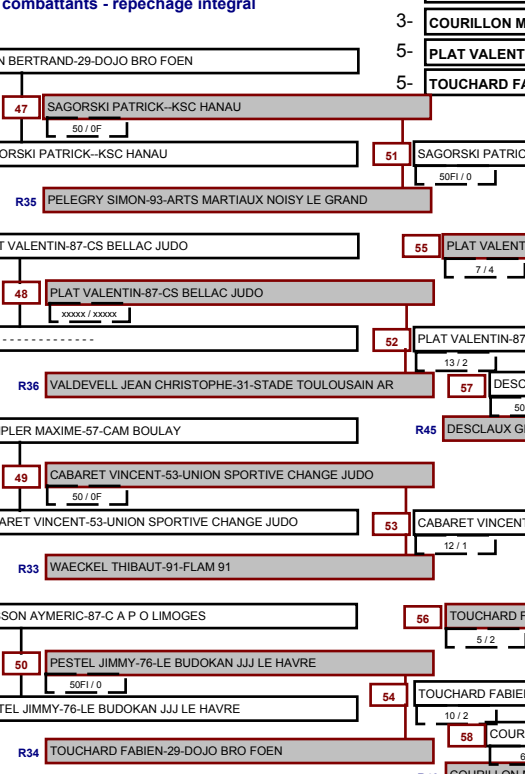 combattants - repêchage intégral
3- COURILLON M
5- PLAT VALENT
5- TOUCHARD FA
N BERTRAND-29-DOJO BRO FOEN
47 SAGORSKI PATRICK--KSC HANAU
50 / 0F
ORSKI PATRICK--KSC HANAU
51 SAGORSKI PATRIC
50FI / 0
R35 PELEGRY SIMON-93-ARTS MARTIAUX NOISY LE GRAND
T VALENTIN-87-CS BELLAC JUDO
55 PLAT VALENT
7 / 4
48 PLAT VALENTIN-87-CS BELLAC JUDO
xxxxx / xxxxx
- - - - - - - - - - - - -
52 PLAT VALENTIN-87
13 / 2
R36 VALDEVELL JEAN CHRISTOPHE-31-STADE TOULOUSAIN AR
57 DESC
50
MPLER MAXIME-57-CAM BOULAY
R45 DESCLAUX G
49 CABARET VINCENT-53-UNION SPORTIVE CHANGE JUDO
50 / 0F
ARET VINCENT-53-UNION SPORTIVE CHANGE JUDO
53 CABARET VINCENT
12 / 1
R33 WAECKEL THIBAUT-91-FLAM 91
SSON AYMERIC-87-C A P O LIMOGES
56 TOUCHARD F
5 / 2
50 PESTEL JIMMY-76-LE BUDOKAN JJJ LE HAVRE
50FI / 0
TEL JIMMY-76-LE BUDOKAN JJJ LE HAVRE
54 TOUCHARD FABIEN
10 / 2
58 COUR
6
R34 TOUCHARD FABIEN-29-DOJO BRO FOEN
COURILLON